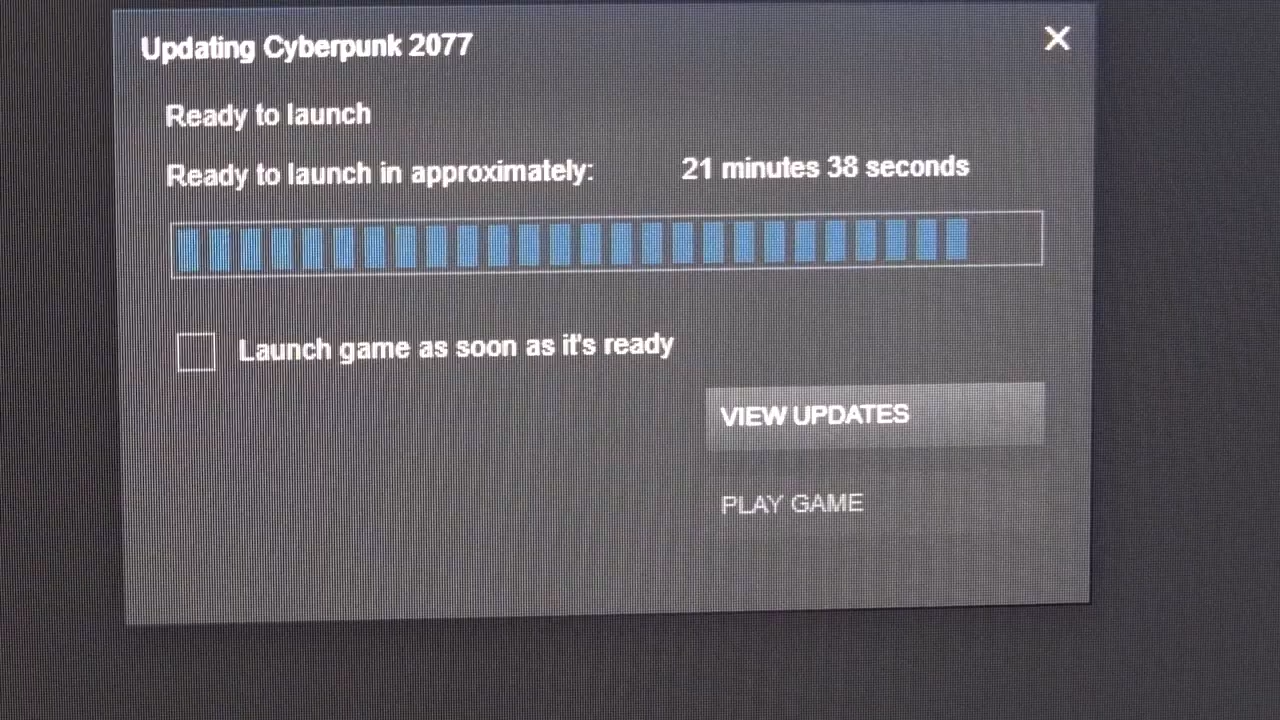 Updating Cyberpunk 2077
Ready to launch
Ready to launch in approximately: 21 minutes 38 seconds
Launch game as soon as it's ready
VIEW UPDATES
PLAY GAME